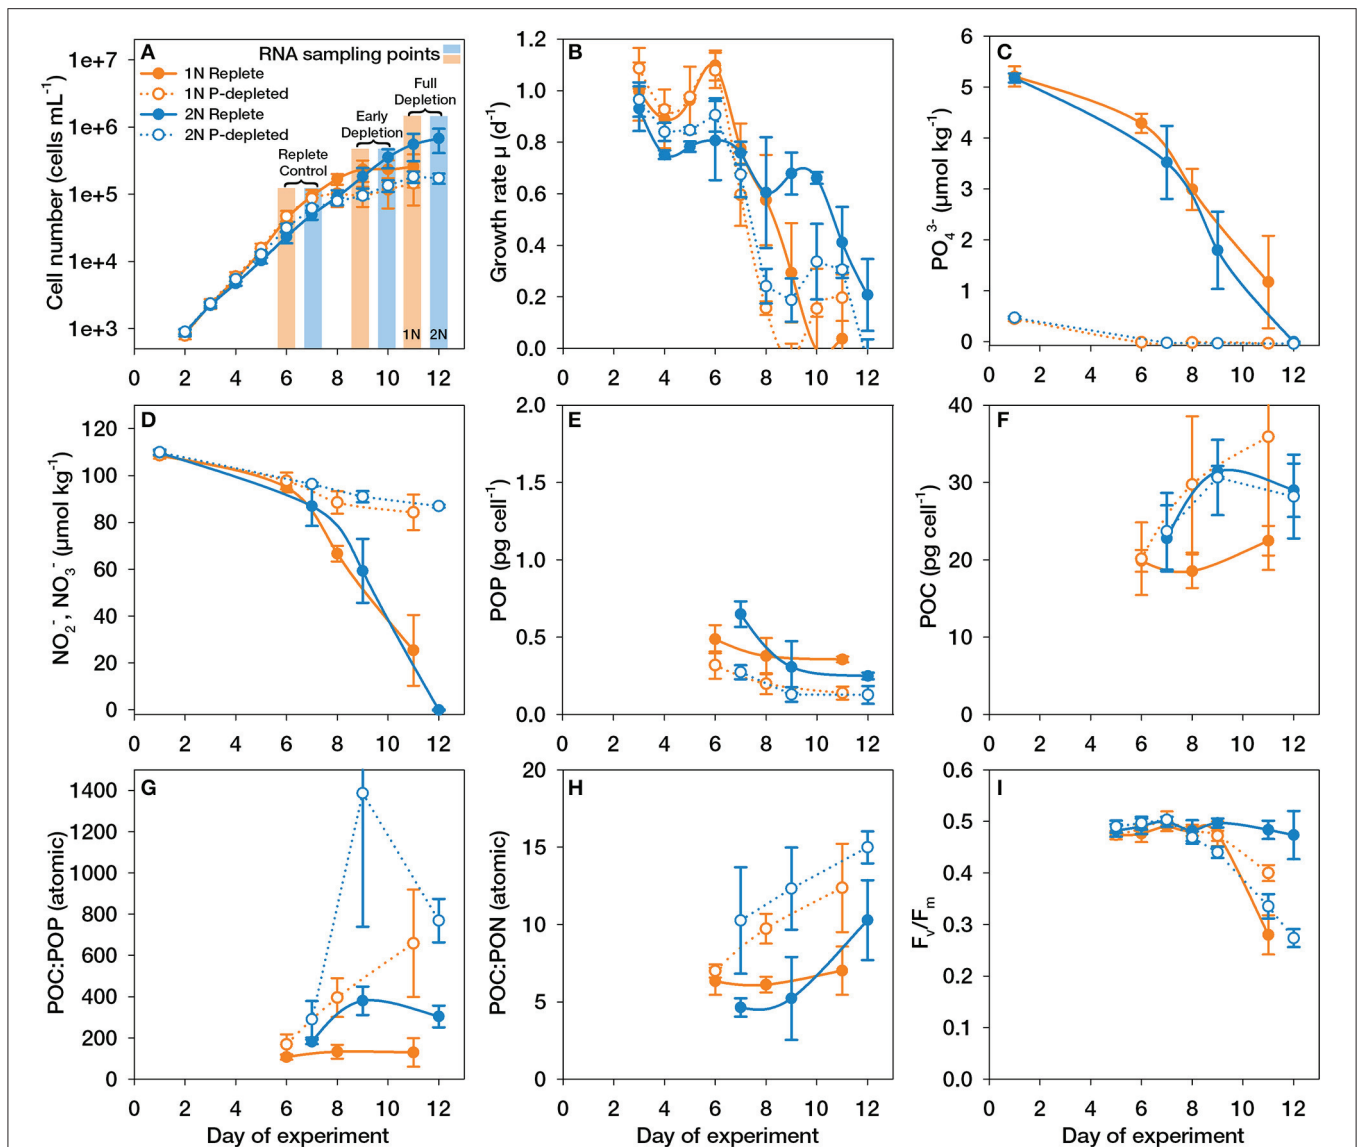 A
RNA sampling points
1N Replete
1N P-depleted
2N Replete
2N P-depleted
Replete
Control
Early
Depletion
Full
Depletion
1N
2N
Cell number (cells mL⁻¹)
1e+7
1e+6
1e+5
1e+4
1e+3
0 2 4 6 8 10 12
B
Growth rate µ (d⁻¹)
1.2
1.0
0.8
0.6
0.4
0.2
0.0
0 2 4 6 8 10 12
C
PO₄³⁻ (µmol kg⁻¹)
6
5
4
3
2
1
0
0 2 4 6 8 10 12
D
NO₂⁻, NO₃⁻ (µmol kg⁻¹)
120
100
80
60
40
20
0
0 2 4 6 8 10 12
E
POP (pg cell⁻¹)
2.0
1.5
1.0
0.5
0.0
0 2 4 6 8 10 12
F
POC (pg cell⁻¹)
40
30
20
10
0
0 2 4 6 8 10 12
G
POC:POP (atomic)
1400
1200
1000
800
600
400
200
0
0 2 4 6 8 10 12
Day of experiment
H
POC:PON (atomic)
20
15
10
5
0
0 2 4 6 8 10 12
Day of experiment
I
Fᵥ/Fₘ
0.6
0.5
0.4
0.3
0.2
0.1
0.0
0 2 4 6 8 10 12
Day of experiment